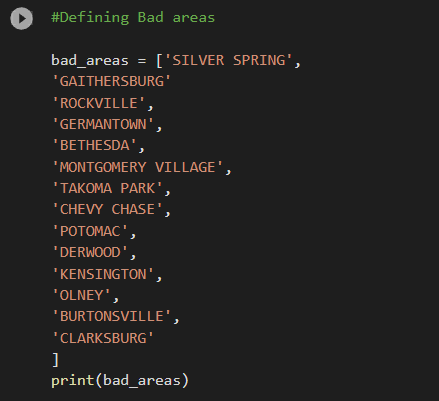 #Defining Bad areas
bad_areas = ['SILVER SPRING',
'GAITHERSBURG'
'ROCKVILLE',
'GERMANTOWN',
'BETHESDA',
'MONTGOMERY VILLAGE',
'TAKOMA PARK',
'CHEVY CHASE',
'POTOMAC',
'DERWOOD',
'KENSINGTON',
'OLNEY',
'BURTONSVILLE',
'CLARKSBURG'
]
print(bad_areas)